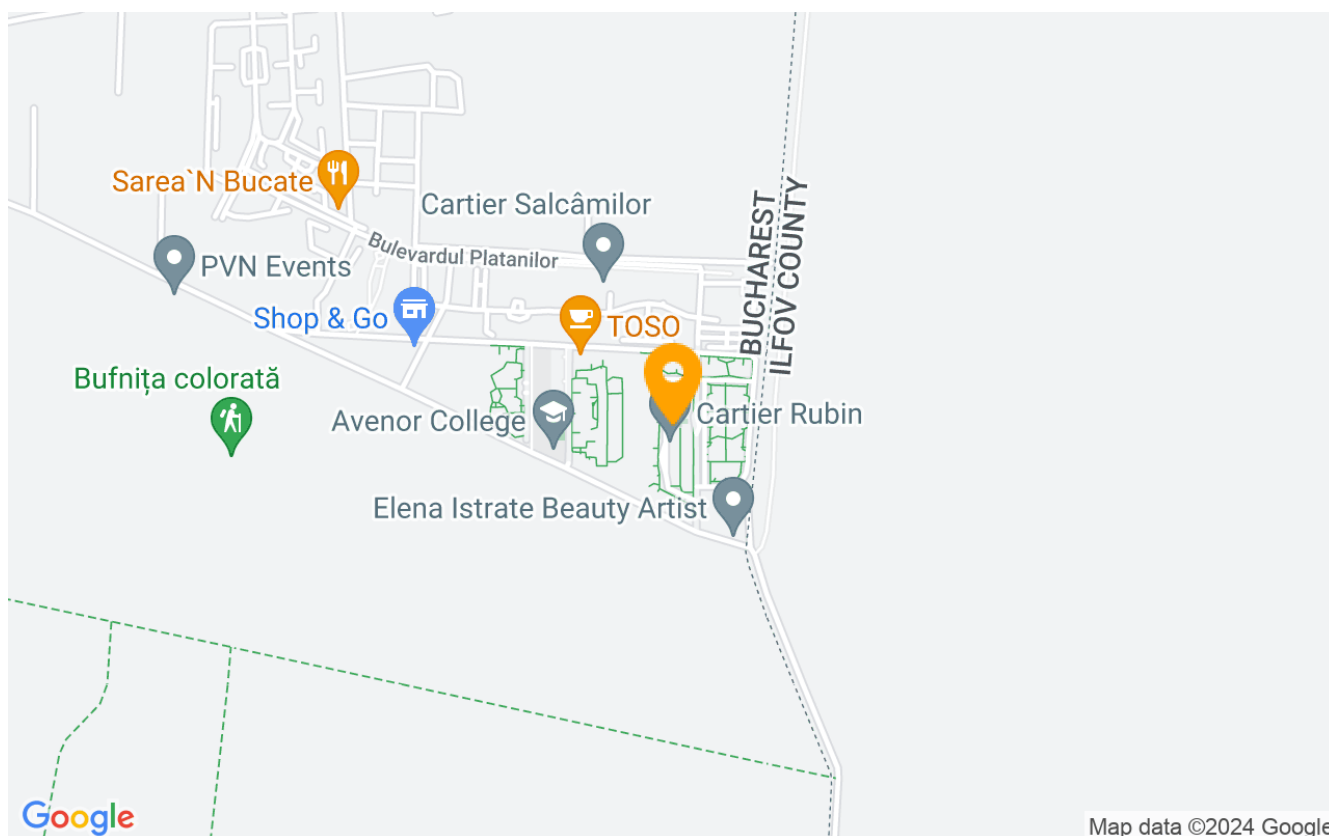 Sarea`N Bucate
Cartier Salcâmilor
BUCHAREST
ILFOV COUNTY
Bulevardul Platanilor
PVN Events
Shop & Go
TOSO
Bufnița colorată
Avenor College
Cartier Rubin
Elena Istrate Beauty Artist
Google
Map data ©2024 Google